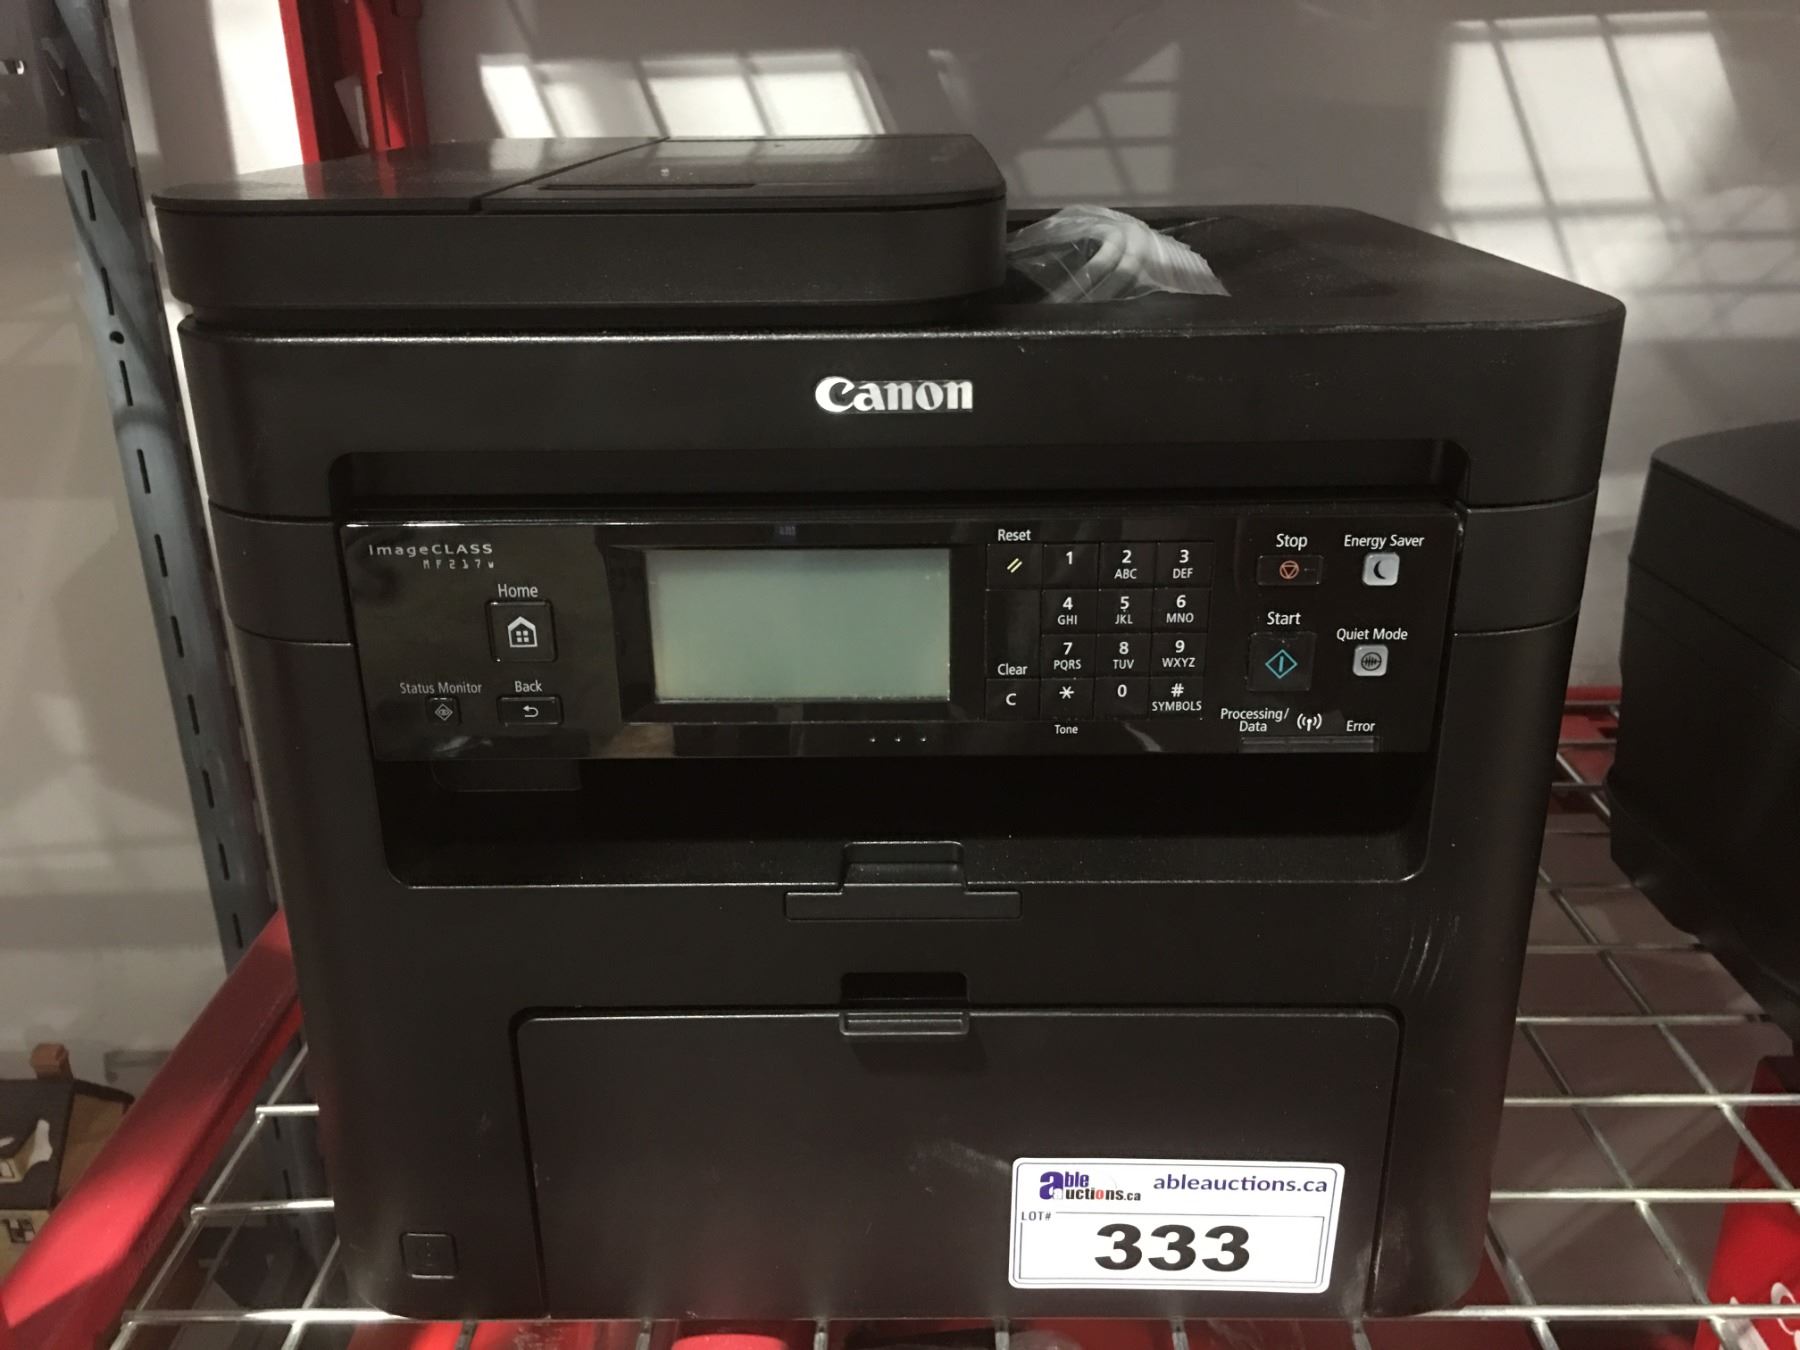 Canon
imageCLASS
MF217w
Home
Status Monitor
Back
Reset
1
2
ABC
3
DEF
4
GHI
5
JKL
6
MNO
7
PQRS
8
TUV
9
WXYZ
Clear
C
*
0
#
SYMBOLS
Tone
Stop
Energy Saver
Start
Quiet Mode
Processing/
Data
Error
able
auctions.ca
ableauctions.ca
LOT#
333